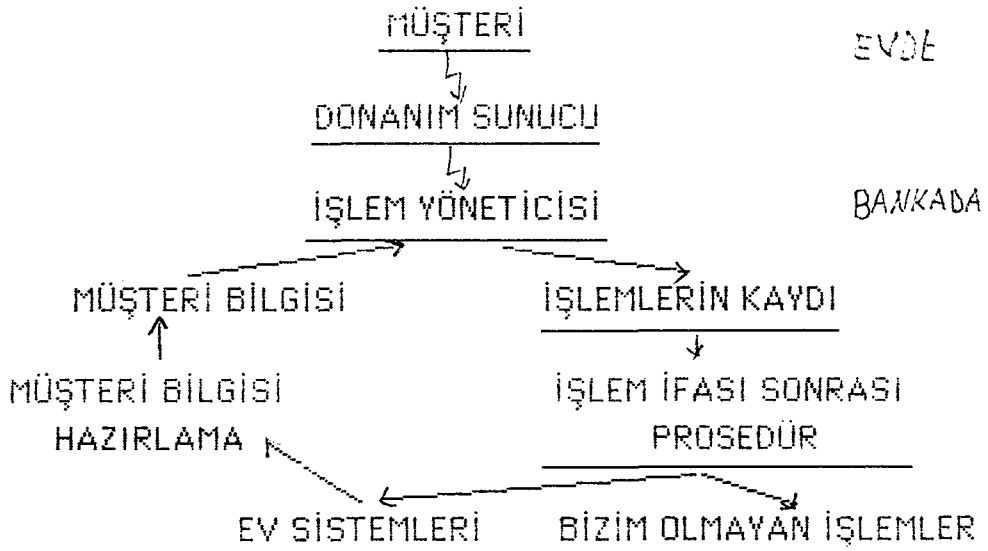 MÜŞTERİ
EVDE
DONANIM SUNUCU
İŞLEM YÖNETİCİSİ
BANKADA
MÜŞTERİ BİLGİSİ
İŞLEMLERİN KAYDI
MÜŞTERİ BİLGİSİ
HAZIRLAMA
İŞLEM İFASI SONRASI
PROSEDÜR
EV SİSTEMLERİ
BİZİM OLMAYAN İŞLEMLER